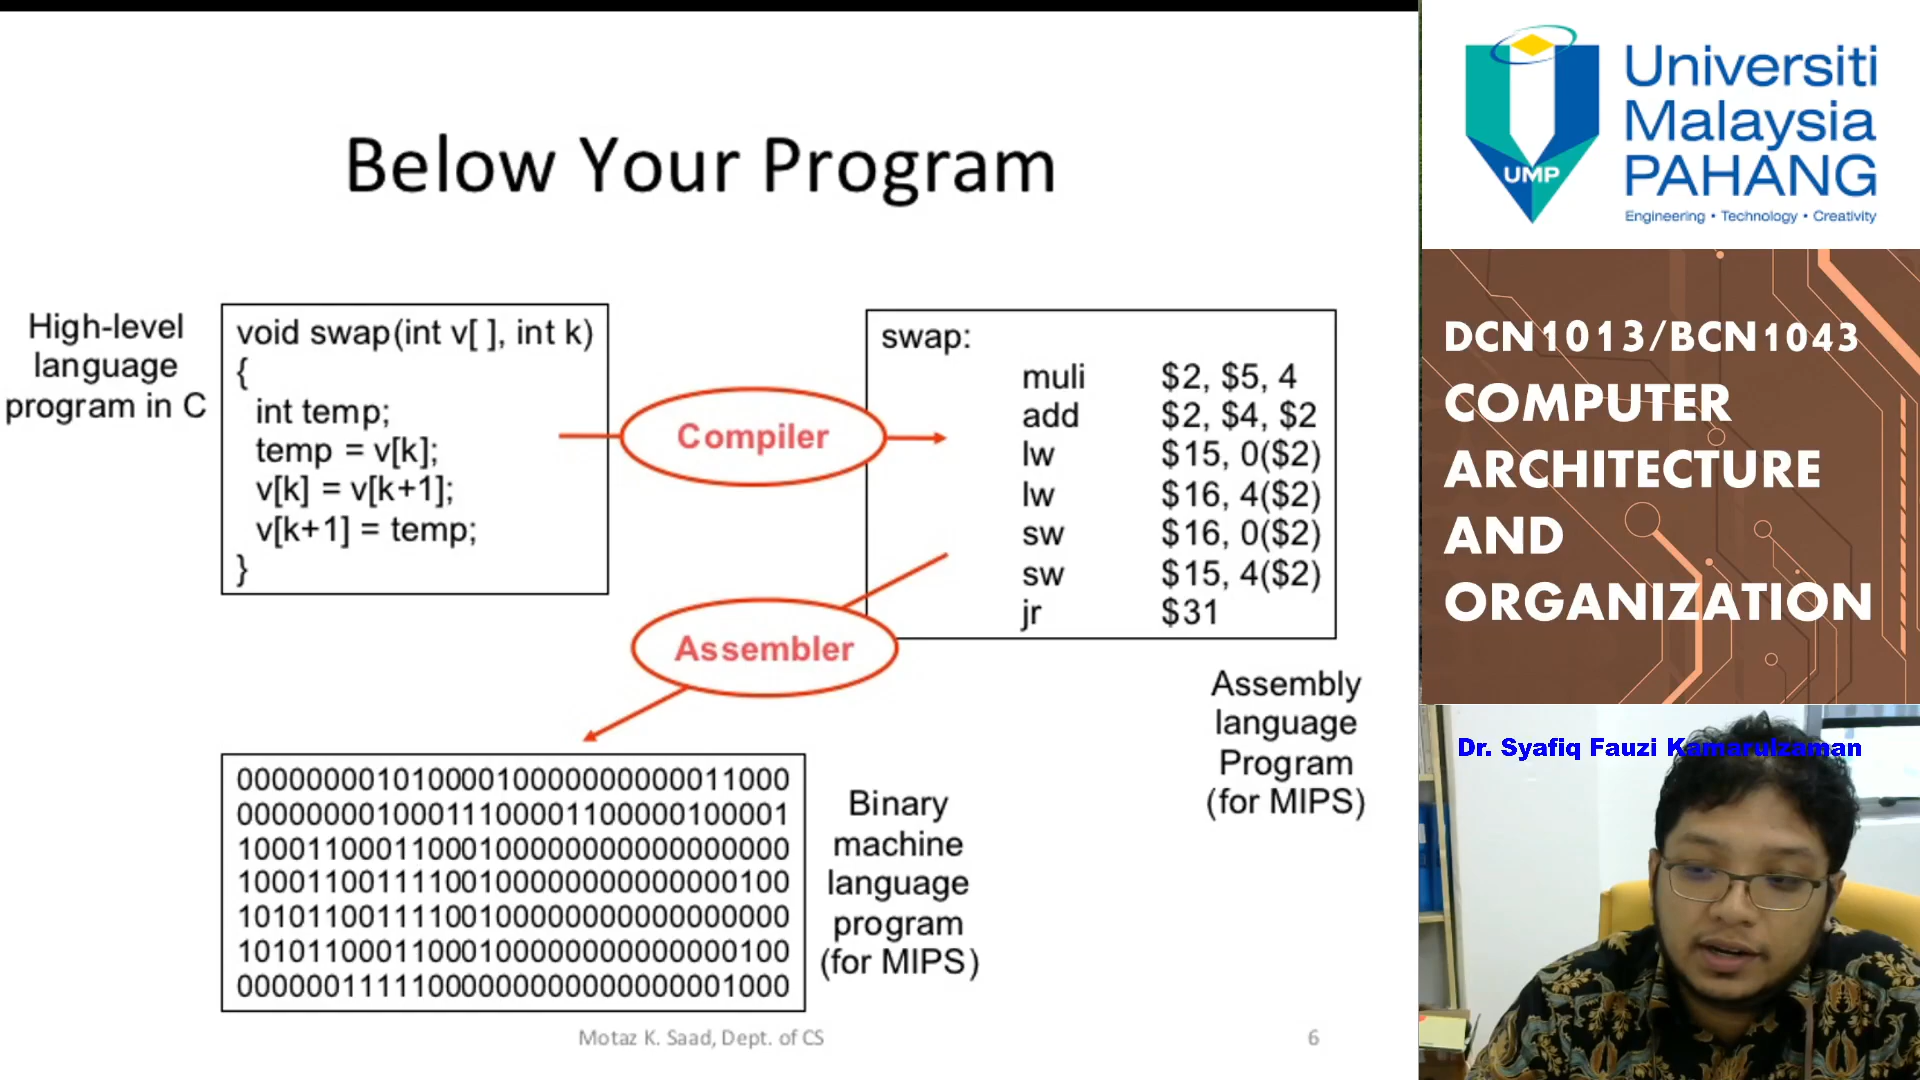 Below Your Program
High-level
language
program in C
void swap(int v[ ], int k)
{
int temp;
temp = v[k];
v[k] = v[k+1];
v[k+1] = temp;
}
Compiler
swap:
muli $2, $5, 4
add $2, $4, $2
lw $15, 0($2)
lw $16, 4($2)
sw $16, 0($2)
sw $15, 4($2)
jr $31
Assembler
Assembly
language
Program
(for MIPS)
00000000101000010000000000011000
00000000100011100001100000100001
10001100011000100000000000000000
10001100111100100000000000000100
10101100111100100000000000000000
10101100011000100000000000000100
00000011111000000000000000001000
Binary
machine
language
program
(for MIPS)
Motaz K. Saad, Dept. of CS
6
UMP
Universiti
Malaysia
PAHANG
Engineering • Technology • Creativity
DCN1013/BCN1043
COMPUTER
ARCHITECTURE
AND
ORGANIZATION
Dr. Syafiq Fauzi Kamarulzaman